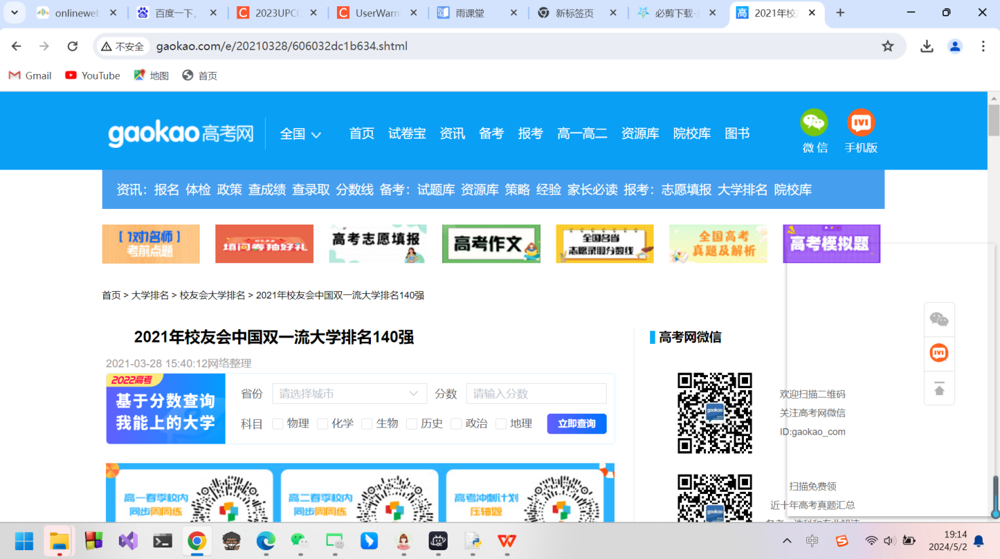 onlineweb
百度一下,
2023UPC
UserWarn
雨课堂
新标签页
必剪下载-
2021年校
不安全
gaokao.com/e/20210328/606032dc1b634.shtml
Gmail
YouTube
地图
首页
gaokao高考网
全国
首页 试卷宝 资讯 备考 报考 高一高二 资源库 院校库 图书
微 信
手机版
资讯：报名 体检 政策 查成绩 查录取 分数线 备考：试题库 资源库 策略 经验 家长必读 报考：志愿填报 大学排名 院校库
【1对1名师】
考前点题
填问卷抽好礼
高考志愿填报
高考作文
全国各省
志愿录取分数线
全国高考
真题及解析
高考模拟题
首页 > 大学排名 > 校友会大学排名 > 2021年校友会中国双一流大学排名140强
2021年校友会中国双一流大学排名140强
2021-03-28 15:40:12网络整理
2022高考
基于分数查询
我能上的大学
省份 请选择城市 分数 请输入分数
科目 物理 化学 生物 历史 政治 地理 立即查询
高考网微信
gaokao
欢迎扫描二维码
关注高考网微信
ID:gaokao_com
高一春季校内
同步周周练
高二春季校内
同步周周练
高考冲刺计划
压轴题
gaokao
扫描免费领
近十年高考真题汇总
中
19:14
2024/5/2